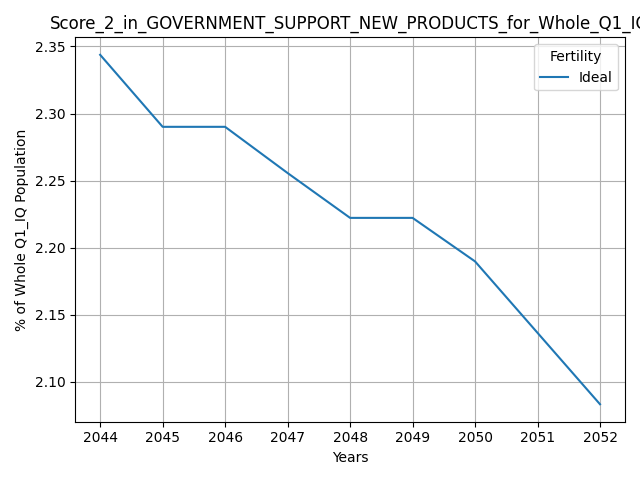 Score_2_in_GOVERNMENT_SUPPORT_NEW_PRODUCTS_for_Whole_Q1_IQ
Fertility
Ideal
% of Whole Q1_IQ Population
2.35
2.30
2.25
2.20
2.15
2.10
2044 2045 2046 2047 2048 2049 2050 2051 2052
Years